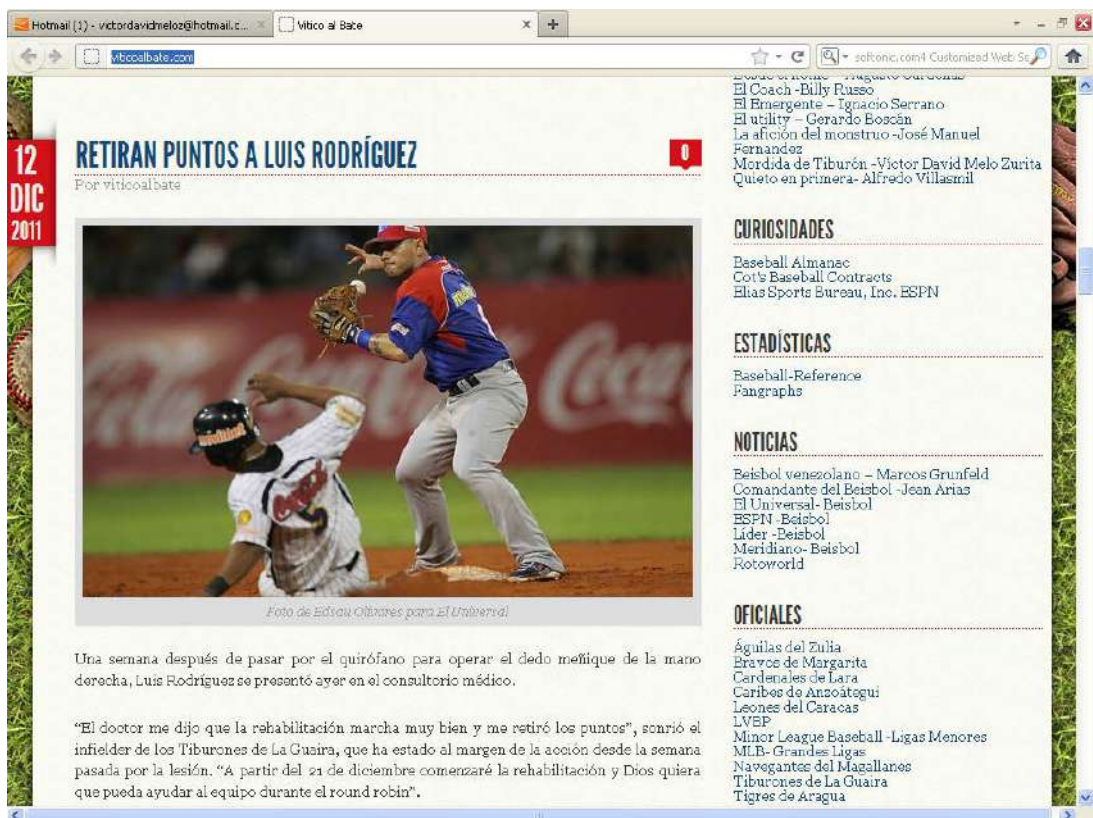 Hotmail (1) - victordavidmeloz@hotmail.c...
Vitico al Bate
viticoalbate.com
softonic.com4 Customized Web Se
12
DIC
2011
RETIRAN PUNTOS A LUIS RODRÍGUEZ
0
Por viticoalbate
Coca-Cola
Foto de Edsau Olivares para El Universal
Una semana después de pasar por el quirófano para operar el dedo meñique de la mano
derecha, Luis Rodríguez se presentó ayer en el consultorio médico.
“El doctor me dijo que la rehabilitación marcha muy bien y me retiró los puntos”, sonrió el
infielder de los Tiburones de La Guaira, que ha estado al margen de la acción desde la semana
pasada por la lesión. “A partir del 21 de diciembre comenzaré la rehabilitación y Dios quiera
que pueda ayudar al equipo durante el round robin”.
Desde el home – Augusto Cárdenas
El Coach -Billy Russo
El Emergente – Ignacio Serrano
El utility – Gerardo Boscán
La afición del monstruo -José Manuel
Fernandez
Mordida de Tiburón -Víctor David Melo Zurita
Quieto en primera- Alfredo Villasmil
CURIOSIDADES
Baseball Almanac
Cot's Baseball Contracts
Elias Sports Bureau, Inc. ESPN
ESTADÍSTICAS
Baseball-Reference
Fangraphs
NOTICIAS
Beisbol venezolano – Marcos Grunfeld
Comandante del Beisbol -Jean Arias
El Universal- Beisbol
ESPN -Beisbol
Líder -Beisbol
Meridiano- Beisbol
Rotoworld
OFICIALES
Águilas del Zulia
Bravos de Margarita
Cardenales de Lara
Caribes de Anzoátegui
Leones del Caracas
LVBP
Minor League Baseball -Ligas Menores
MLB- Grandes Ligas
Navegantes del Magallanes
Tiburones de La Guaira
Tigres de Aragua